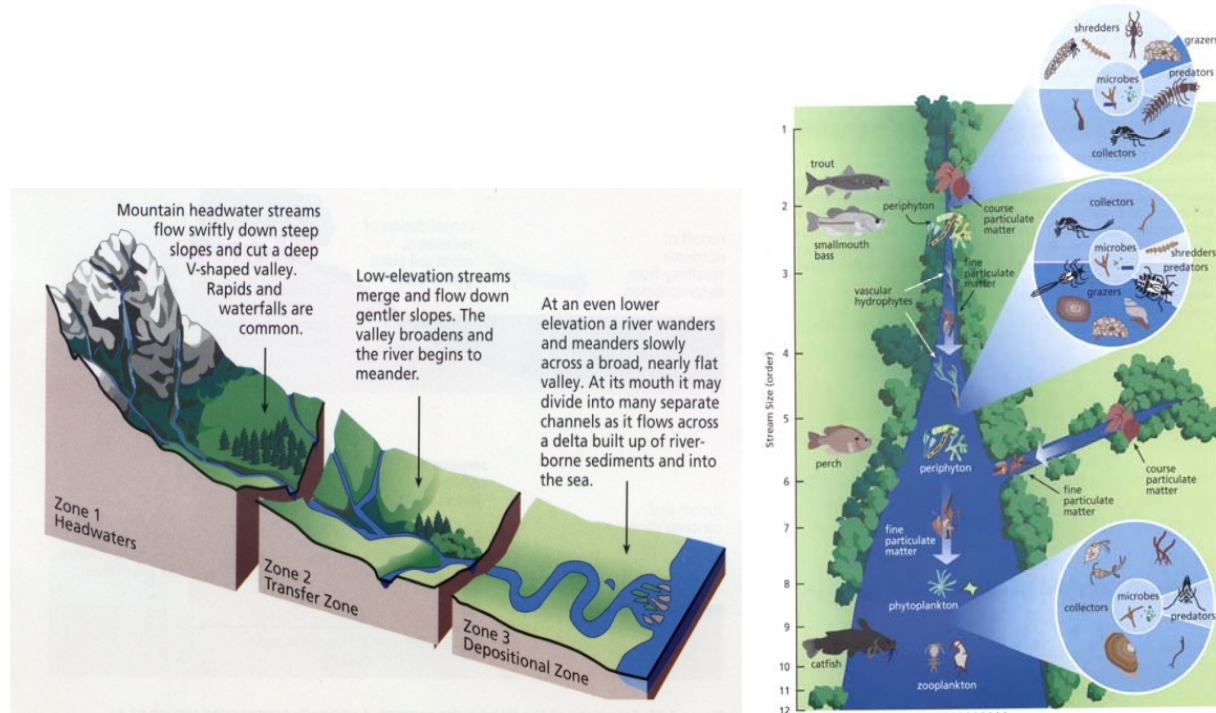 Mountain headwater streams
flow swiftly down steep
slopes and cut a deep
V-shaped valley.
Rapids and
waterfalls are
common.
Low-elevation streams
merge and flow down
gentler slopes. The
valley broadens and
the river begins to
meander.
At an even lower
elevation a river wanders
and meanders slowly
across a broad, nearly flat
valley. At its mouth it may
divide into many separate
channels as it flows across
a delta built up of river-
borne sediments and into
the sea.
Zone 1
Headwaters
Zone 2
Transfer Zone
Zone 3
Depositional Zone
Stream Size (order)
1
2
3
4
5
6
7
8
9
10
11
12
shredders
grazers
predators
microbes
collectors
trout
periphyton
course
particulate
matter
smallmouth
bass
fine
particulate
matter
vascular
hydrophytes
collectors
microbes
shredders
predators
grazers
perch
periphyton
course
particulate
matter
fine
particulate
matter
fine
particulate
matter
phytoplankton
collectors
microbes
predators
catfish
zooplankton